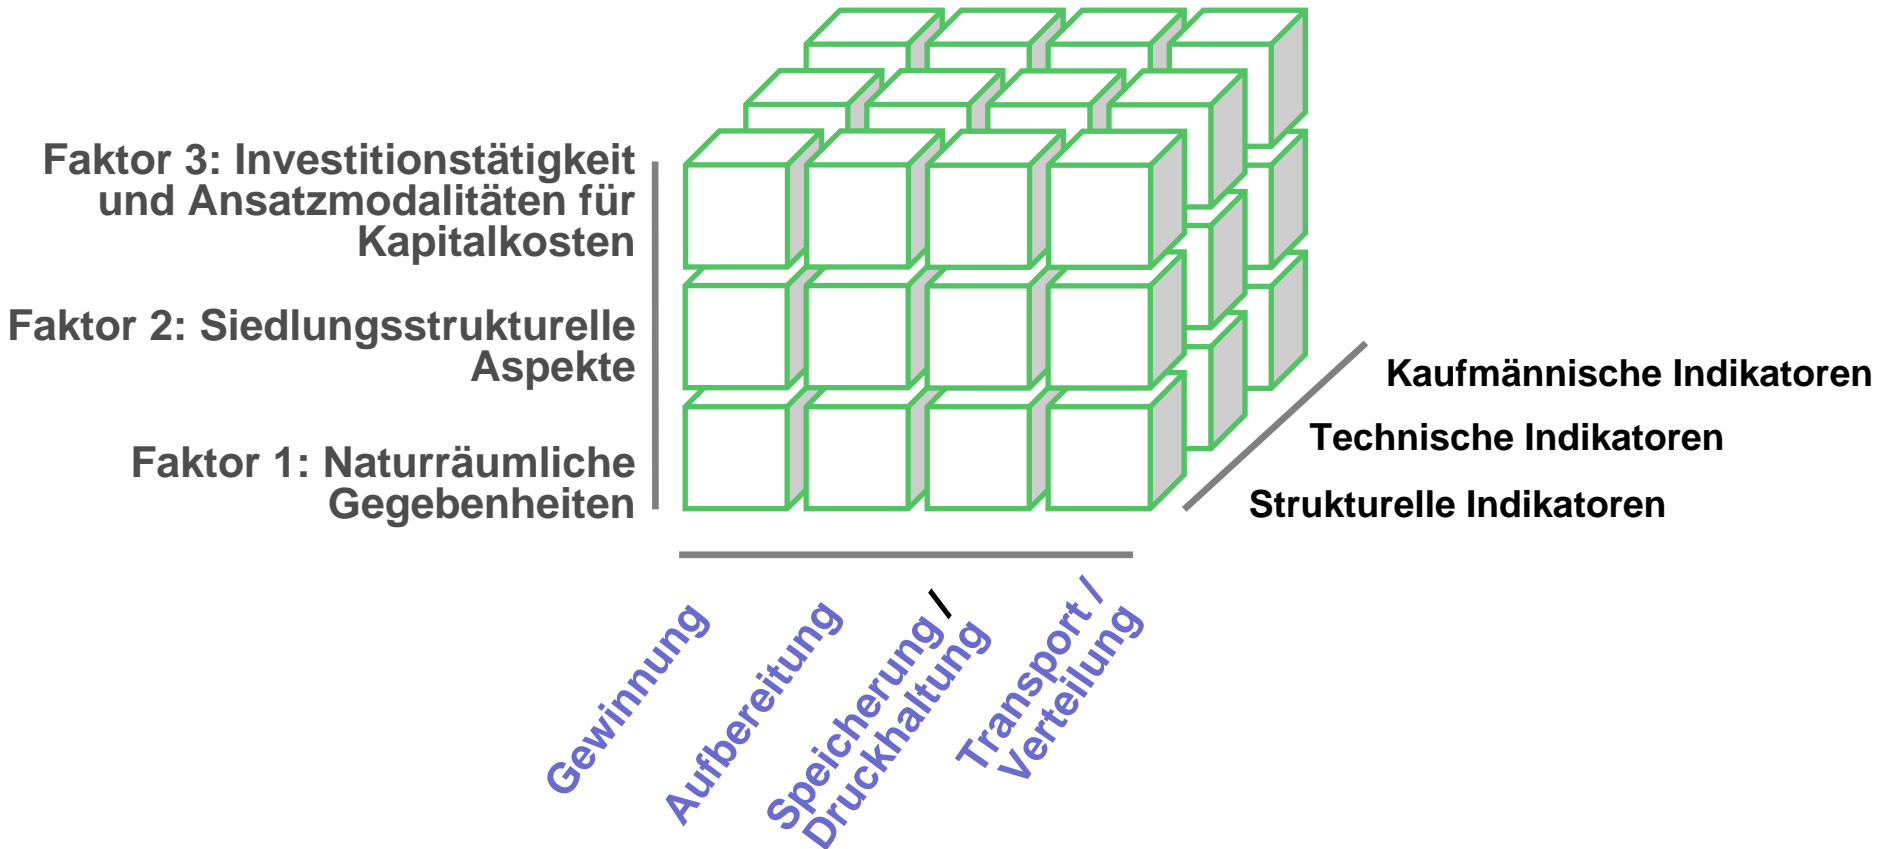 Faktor 3: Investitionstätigkeit
und Ansatzmodalitäten für
Kapitalkosten
Faktor 2: Siedlungsstrukturelle
Aspekte
Faktor 1: Naturräumliche
Gegebenheiten
Kaufmännische Indikatoren
Technische Indikatoren
Strukturelle Indikatoren
Gewinnung
Aufbereitung
Speicherung /
Druckhaltung
Transport /
Verteilung